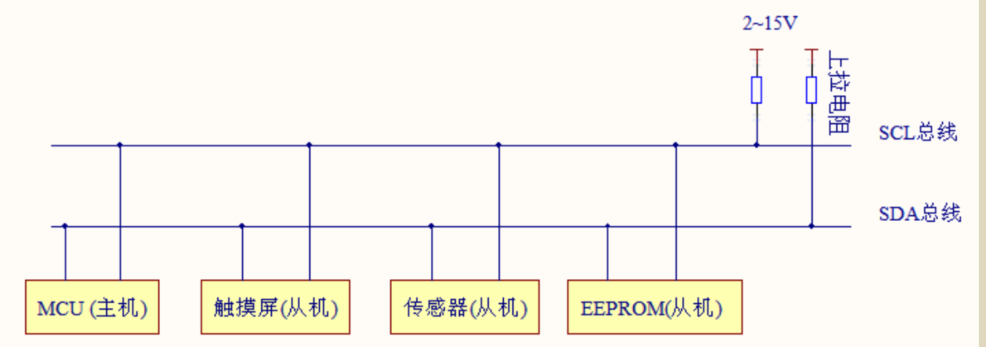 2~15V
上拉电阻
SCL总线
SDA总线
MCU (主机)
触摸屏(从机)
传感器(从机)
EEPROM(从机)